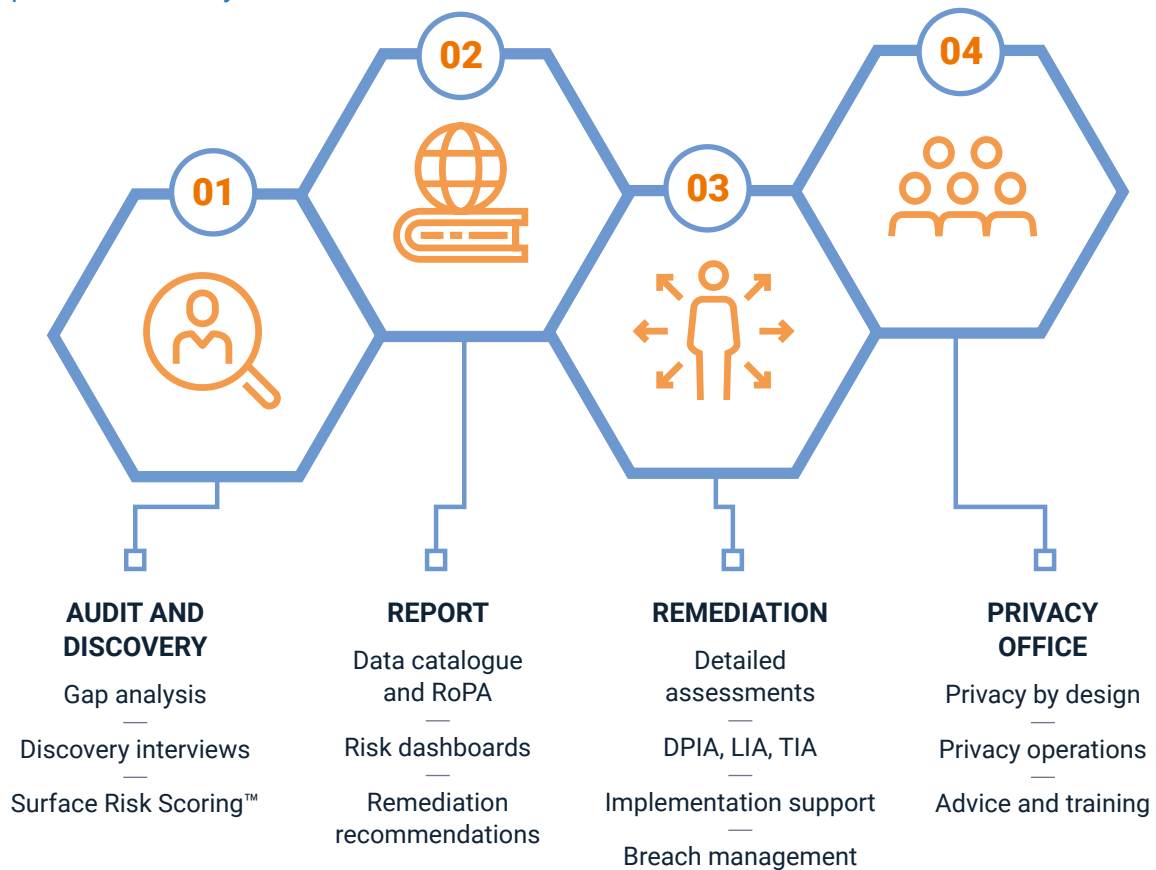 02
04
01
03
AUDIT AND
DISCOVERY
Gap analysis
Discovery interviews
Surface Risk Scoring™
REPORT
Data catalogue
and RoPA
Risk dashboards
Remediation
recommendations
REMEDIATION
Detailed
assessments
DPIA, LIA, TIA
Implementation support
Breach management
PRIVACY
OFFICE
Privacy by design
Privacy operations
Advice and training